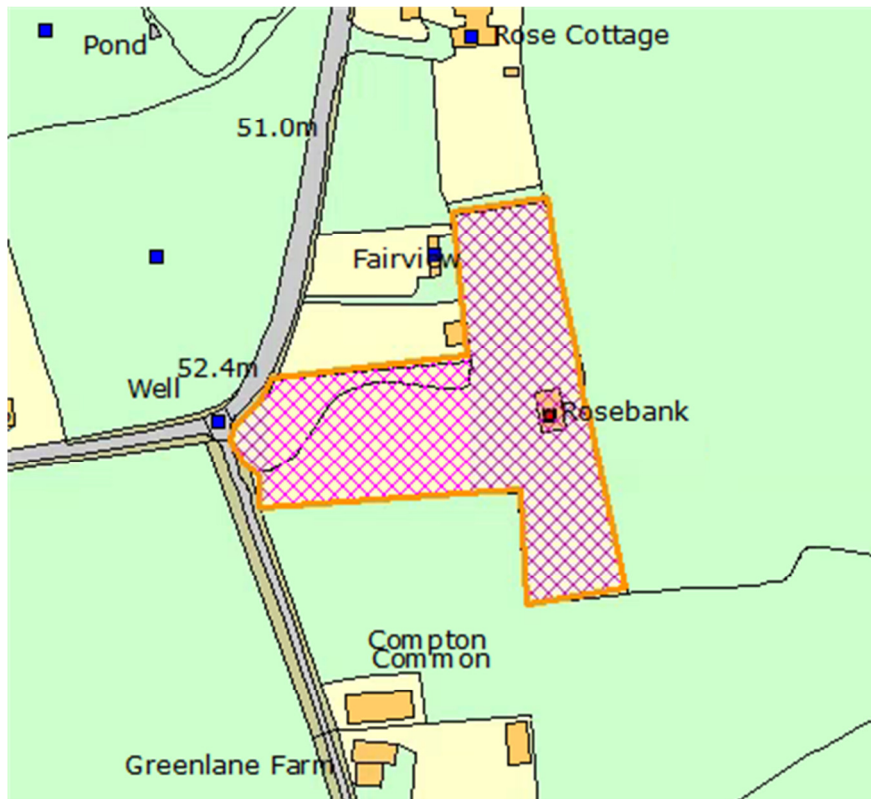 Rose Cottage
Pond
51.0m
Fairview
52.4m
Well
Rosebank
Compton
Common
Greenlane Farm